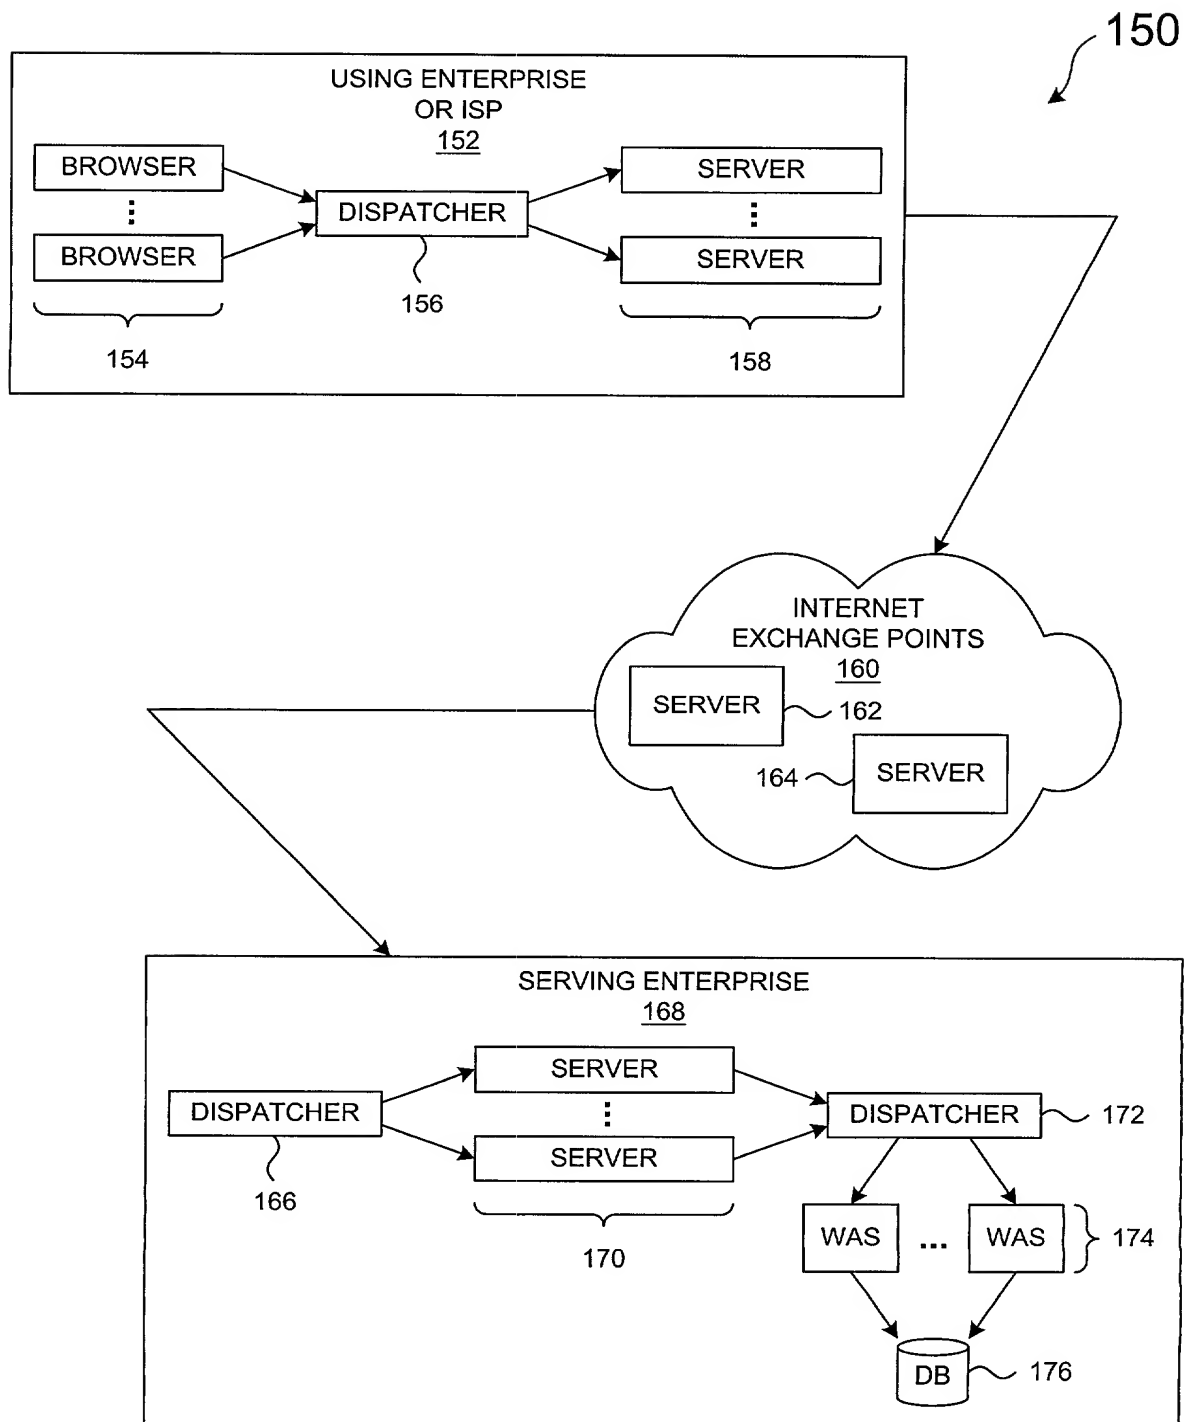 150
USING ENTERPRISE
OR ISP
152
BROWSER
SERVER
DISPATCHER
BROWSER
SERVER
156
154
158
INTERNET
EXCHANGE POINTS
160
SERVER
162
164
SERVER
SERVING ENTERPRISE
168
SERVER
DISPATCHER
DISPATCHER
172
SERVER
166
170
WAS
...
WAS
174
DB
176